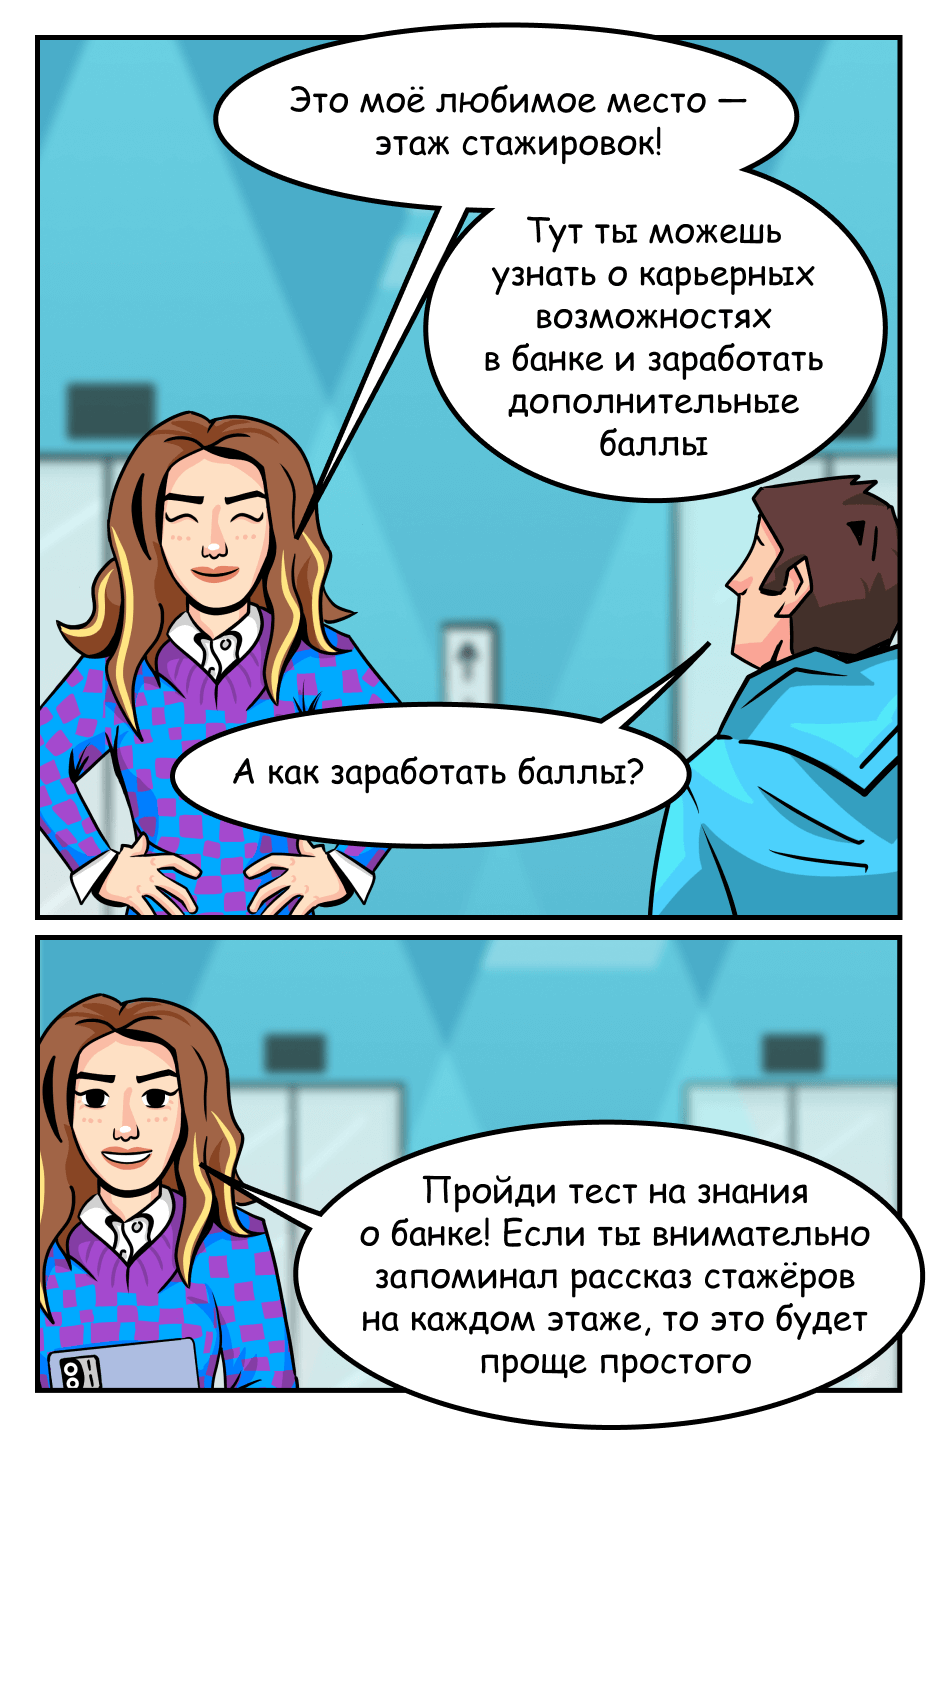 Это моё любимое место —
этаж стажировок!
Тут ты можешь
узнать о карьерных
возможностях
в банке и заработать
дополнительные
баллы
А как заработать баллы?
Пройди тест на знания
о банке! Если ты внимательно
запоминал рассказ стажёров
на каждом этаже, то это будет
проще простого